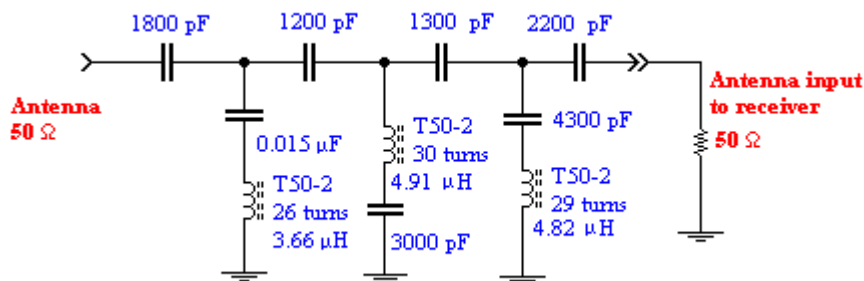 1800 pF
1200 pF
1300 pF
2200 pF
Antenna
50 Ω
Antenna input
to receiver
50 Ω
0.015 µF
T50-2
26 turns
3.66 µH
T50-2
30 turns
4.91 µH
3000 pF
4300 pF
T50-2
29 turns
4.82 µH